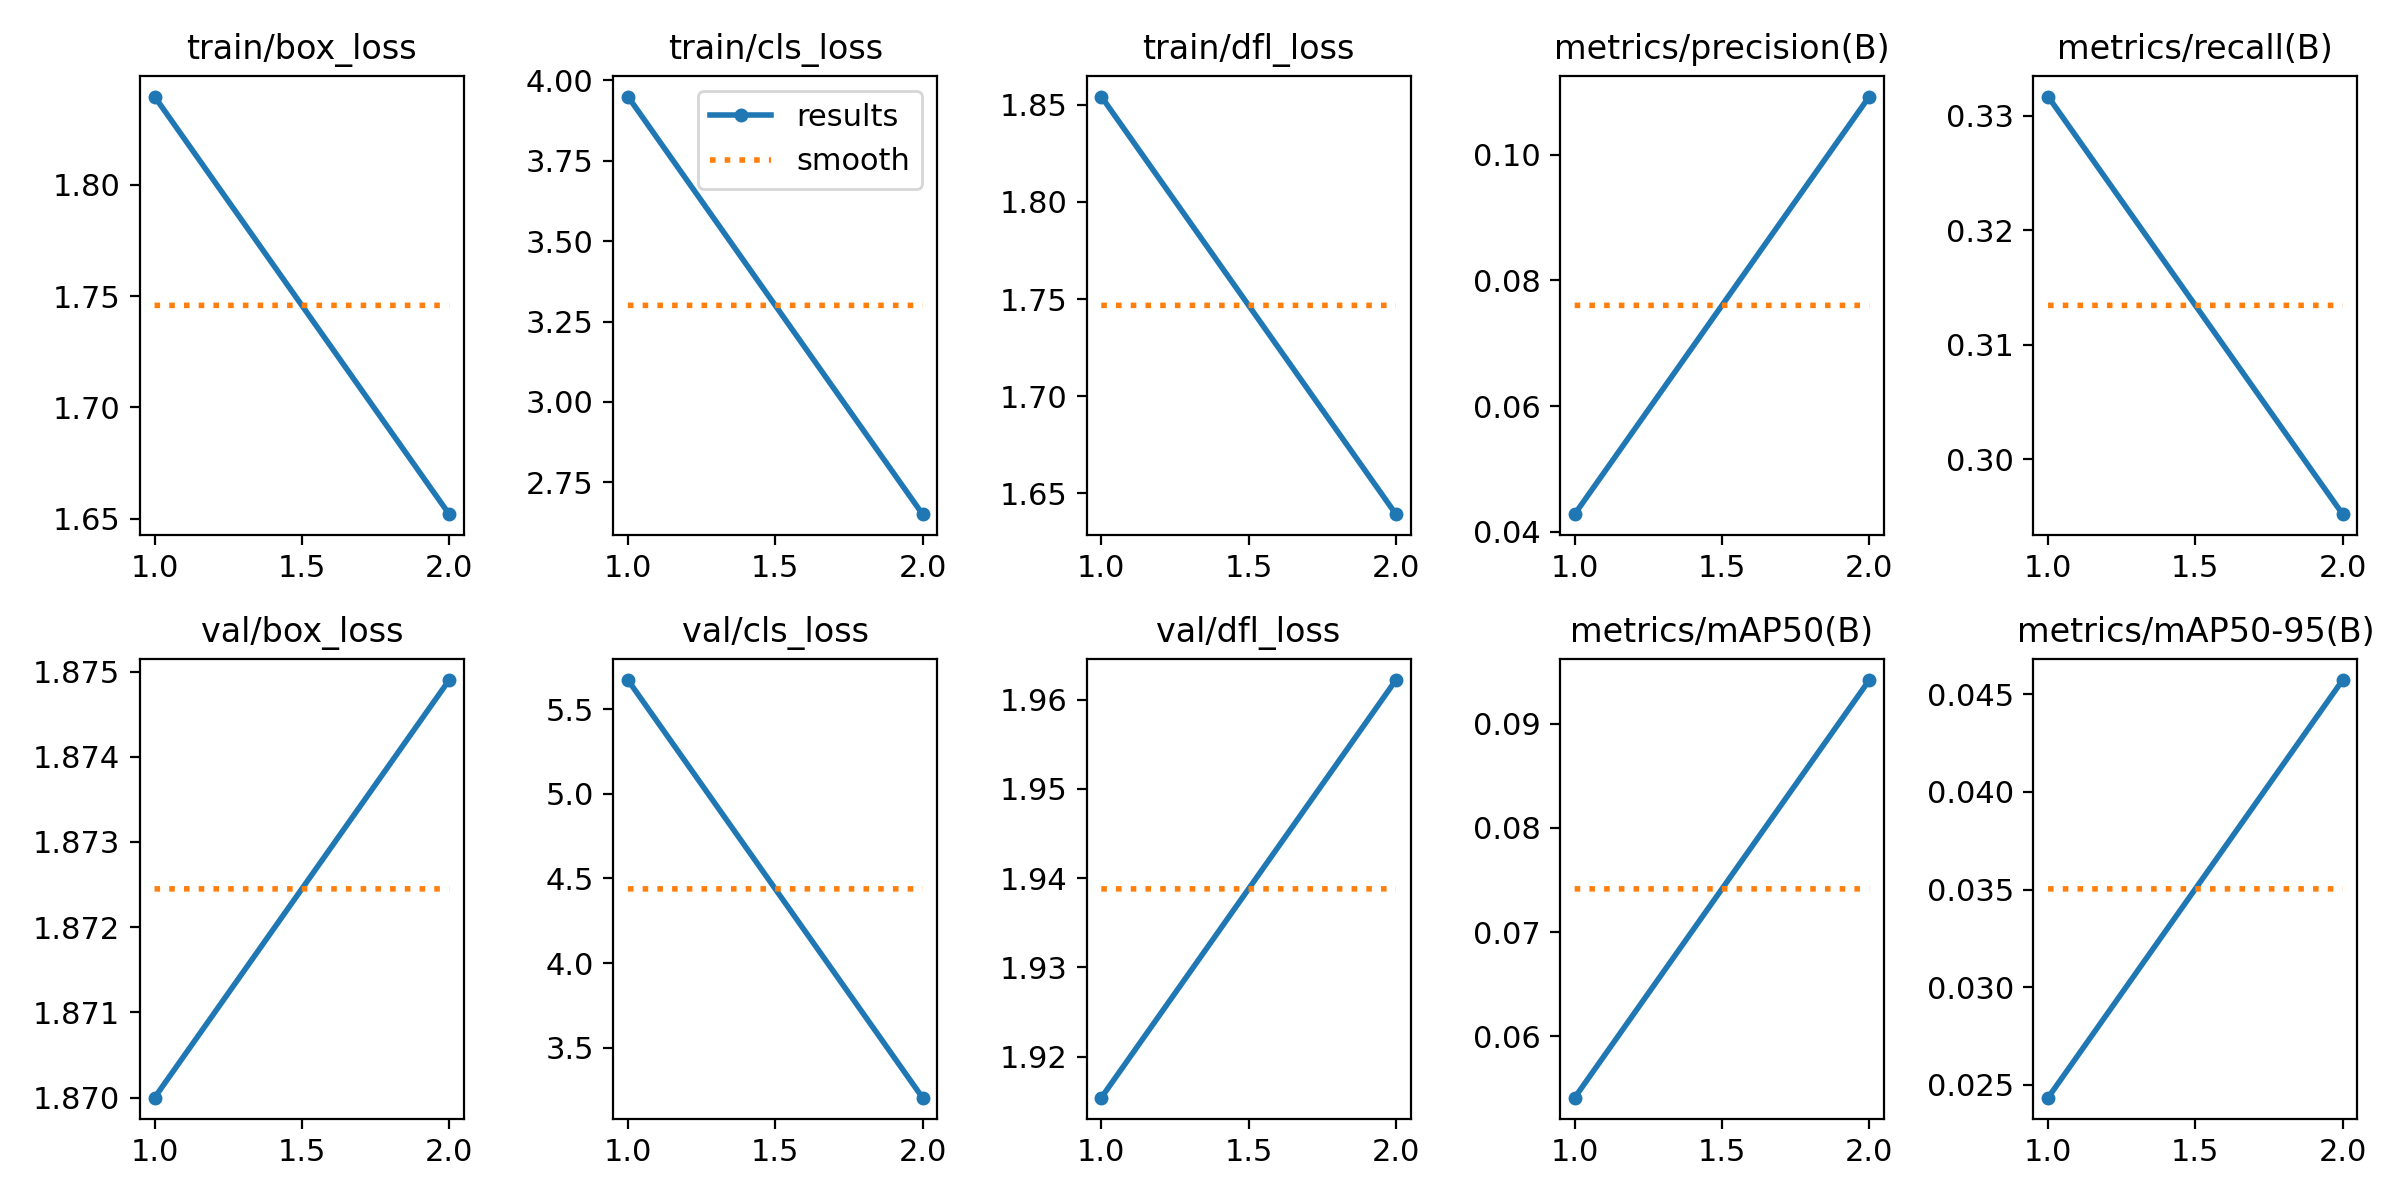 train/box_loss
1.80
1.75
1.70
1.65
1.0 1.5 2.0
train/cls_loss
4.00
3.75
3.50
3.25
3.00
2.75
results
smooth
1.0 1.5 2.0
train/dfl_loss
1.85
1.80
1.75
1.70
1.65
1.0 1.5 2.0
metrics/precision(B)
0.10
0.08
0.06
0.04
1.0 1.5 2.0
metrics/recall(B)
0.33
0.32
0.31
0.30
1.0 1.5 2.0
val/box_loss
1.875
1.874
1.873
1.872
1.871
1.870
1.0 1.5 2.0
val/cls_loss
5.5
5.0
4.5
4.0
3.5
1.0 1.5 2.0
val/dfl_loss
1.96
1.95
1.94
1.93
1.92
1.0 1.5 2.0
metrics/mAP50(B)
0.09
0.08
0.07
0.06
1.0 1.5 2.0
metrics/mAP50-95(B)
0.045
0.040
0.035
0.030
0.025
1.0 1.5 2.0